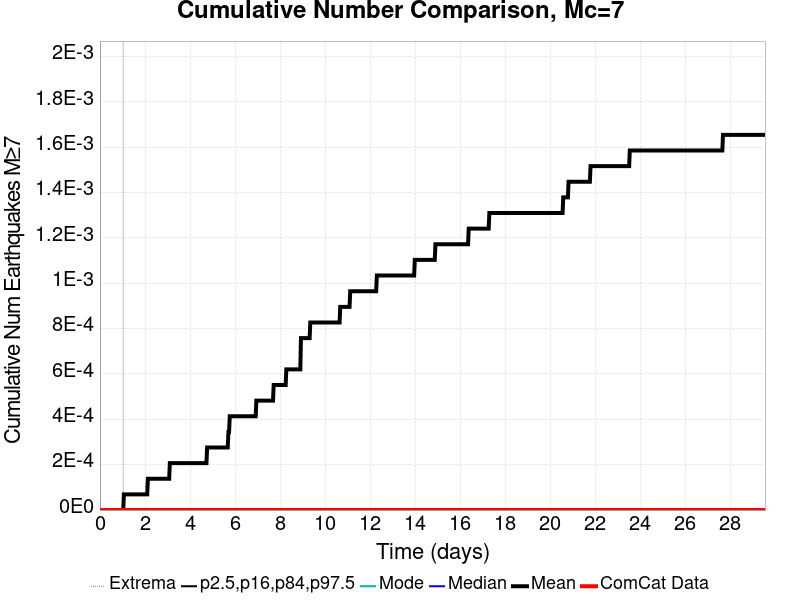 Cumulative Number Comparison, Mc=7
Cumulative Num Earthquakes M≥7
2E-3
1.8E-3
1.6E-3
1.4E-3
1.2E-3
1E-3
8E-4
6E-4
4E-4
2E-4
0E0
0 2 4 6 8 10 12 14 16 18 20 22 24 26 28
Time (days)
Extrema p2.5,p16,p84,p97.5 Mode Median Mean ComCat Data